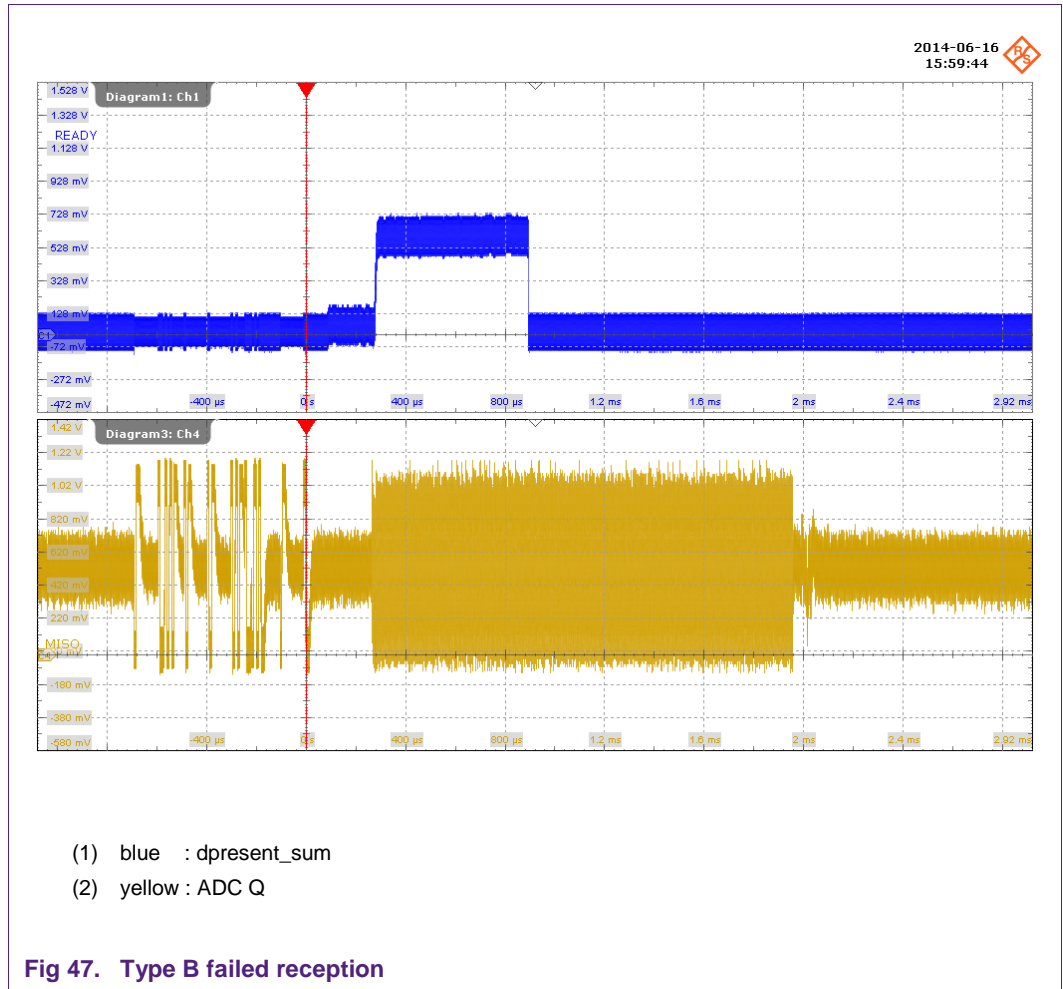 2014-06-16
15:59:44
R S
Diagram1: Ch1
1.528 V
1.328 V
READY
1.128 V
928 mV
728 mV
528 mV
328 mV
128 mV
-72 mV
-272 mV
-472 mV
-400 µs
0 s
400 µs
800 µs
1.2 ms
1.6 ms
2 ms
2.4 ms
2.92 ms
Diagram3: Ch4
1.42 V
1.22 V
1.02 V
820 mV
620 mV
420 mV
220 mV
MISO
-180 mV
-380 mV
-580 mV
-400 µs
0 s
400 µs
800 µs
1.2 ms
1.6 ms
2 ms
2.4 ms
2.92 ms
(1) blue : dpresent_sum
(2) yellow : ADC Q
Fig 47. Type B failed reception